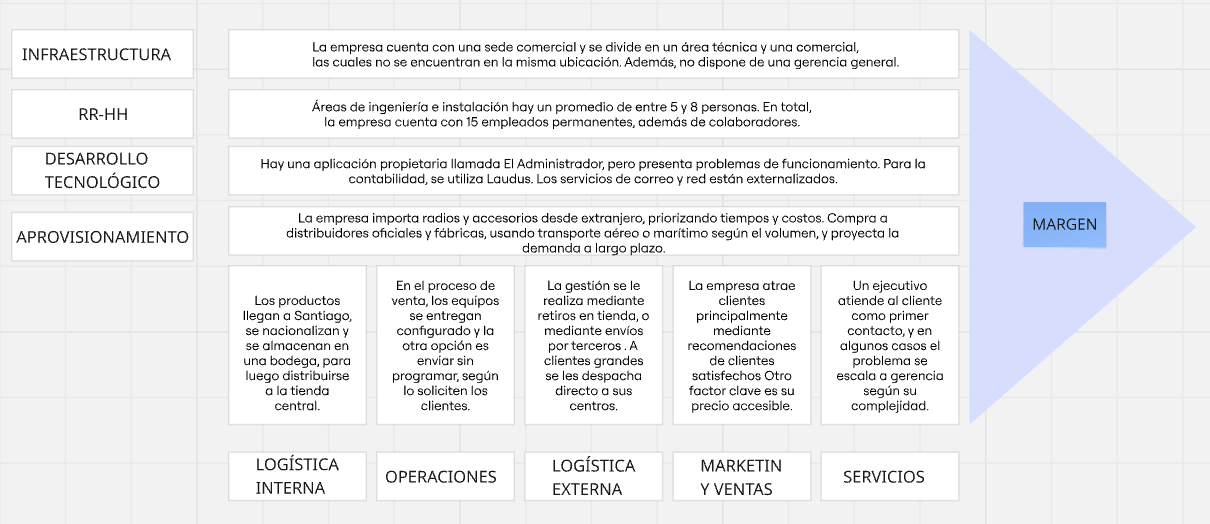 INFRAESTRUCTURA
La empresa cuenta con una sede comercial y se divide en un área técnica y una comercial,
las cuales no se encuentran en la misma ubicación. Además, no dispone de una gerencia general.
RR-HH
Áreas de ingeniería e instalación hay un promedio de entre 5 y 8 personas. En total,
la empresa cuenta con 15 empleados permanentes, además de colaboradores.
DESARROLLO
TECNOLÓGICO
Hay una aplicación propietaria llamada El Administrador, pero presenta problemas de funcionamiento. Para la
contabilidad, se utiliza Laudus. Los servicios de correo y red están externalizados.
APROVISIONAMIENTO
La empresa importa radios y accesorios desde extranjero, priorizando tiempos y costos. Compra a
distribuidores oficiales y fábricas, usando transporte aéreo o marítimo según el volumen, y proyecta la
demanda a largo plazo.
MARGEN
Los productos
llegan a Santiago,
se nacionalizan y
se almacenan en
una bodega, para
luego distribuirse
a la tienda
central.
En el proceso de
venta, los equipos
se entregan
configurado y la
otra opción es
enviar sin
programar, según
lo soliciten los
clientes.
La gestión se le
realiza mediante
retiros en tienda, o
mediante envíos
por terceros . A
clientes grandes
se les despacha
directo a sus
centros.
La empresa atrae
clientes
principalmente
mediante
recomendaciones
de clientes
satisfechos Otro
factor clave es su
precio accesible.
Un ejecutivo
atiende al cliente
como primer
contacto, y en
algunos casos el
problema se
escala a gerencia
según su
complejidad.
LOGÍSTICA
INTERNA
OPERACIONES
LOGÍSTICA
EXTERNA
MARKETIN
Y VENTAS
SERVICIOS